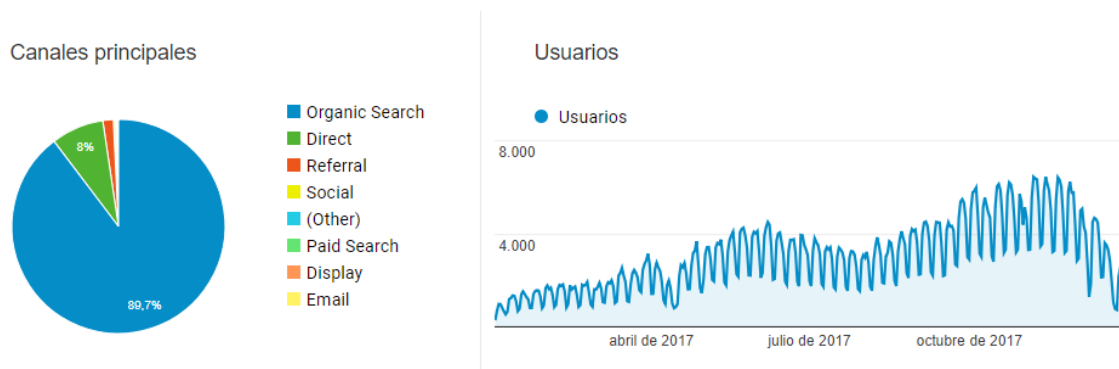 Canales principales
8%
89,7%
Organic Search
Direct
Referral
Social
(Other)
Paid Search
Display
Email
Usuarios
Usuarios
8.000
4.000
abril de 2017
julio de 2017
octubre de 2017